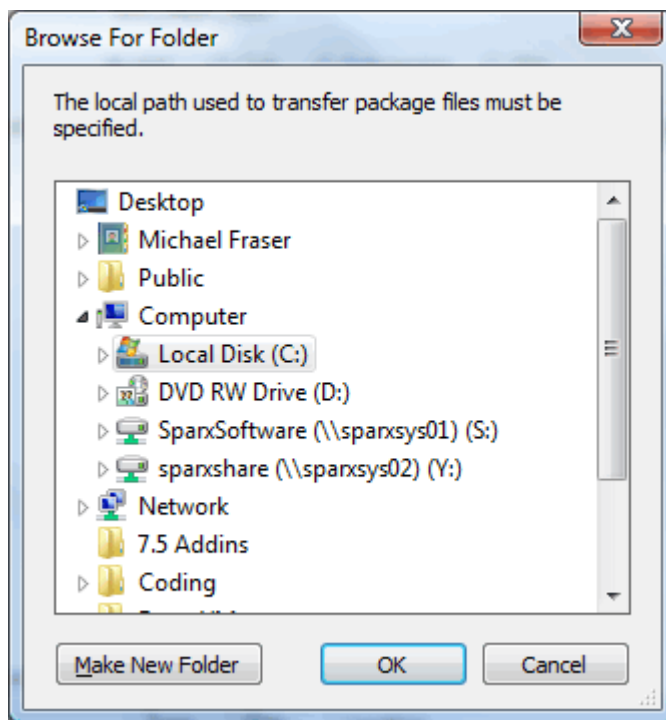 Browse For Folder
The local path used to transfer package files must be
specified.
Desktop
Michael Fraser
Public
Computer
Local Disk (C:)
DVD RW Drive (D:)
SparxSoftware (\\sparxsys01) (S:)
sparxshare (\\sparxsys02) (Y:)
Network
7.5 Addins
Coding
Make New Folder
OK
Cancel